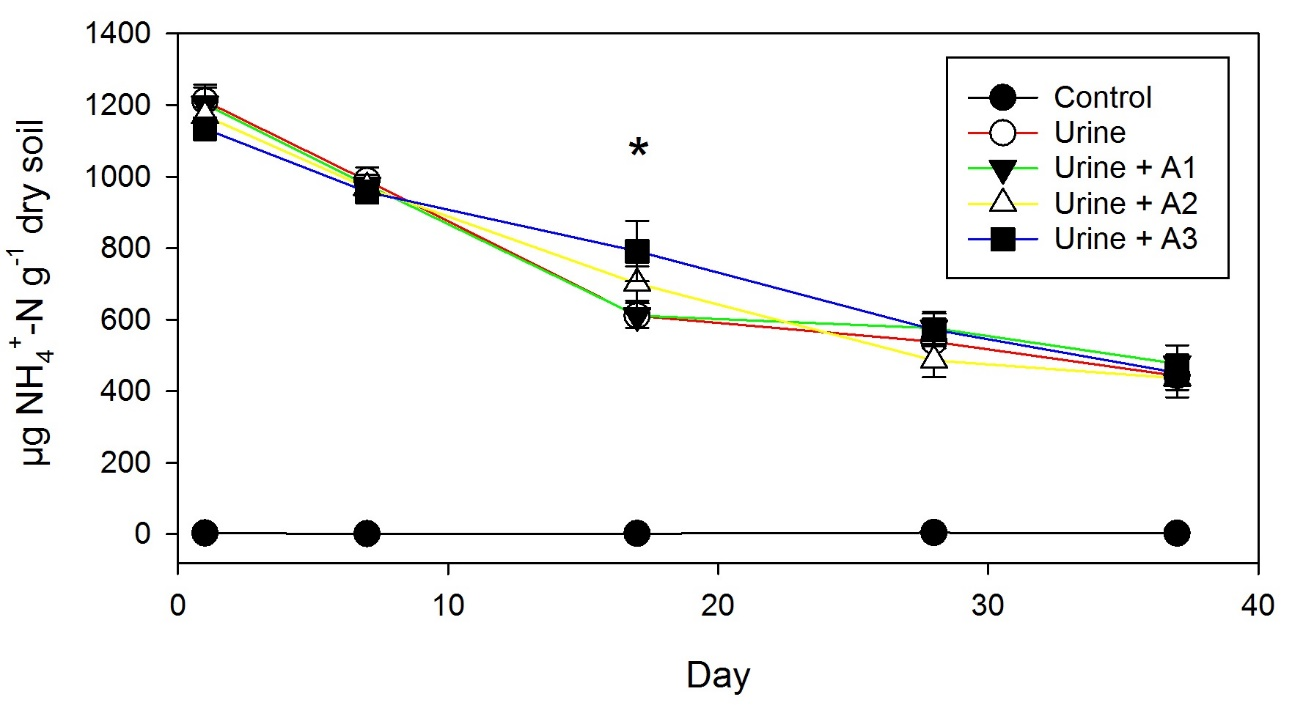 1400
1200
1000
800
600
400
200
0
µg NH₄⁺-N g⁻¹ dry soil
*
Control
Urine
Urine + A1
Urine + A2
Urine + A3
0 10 20 30 40
Day